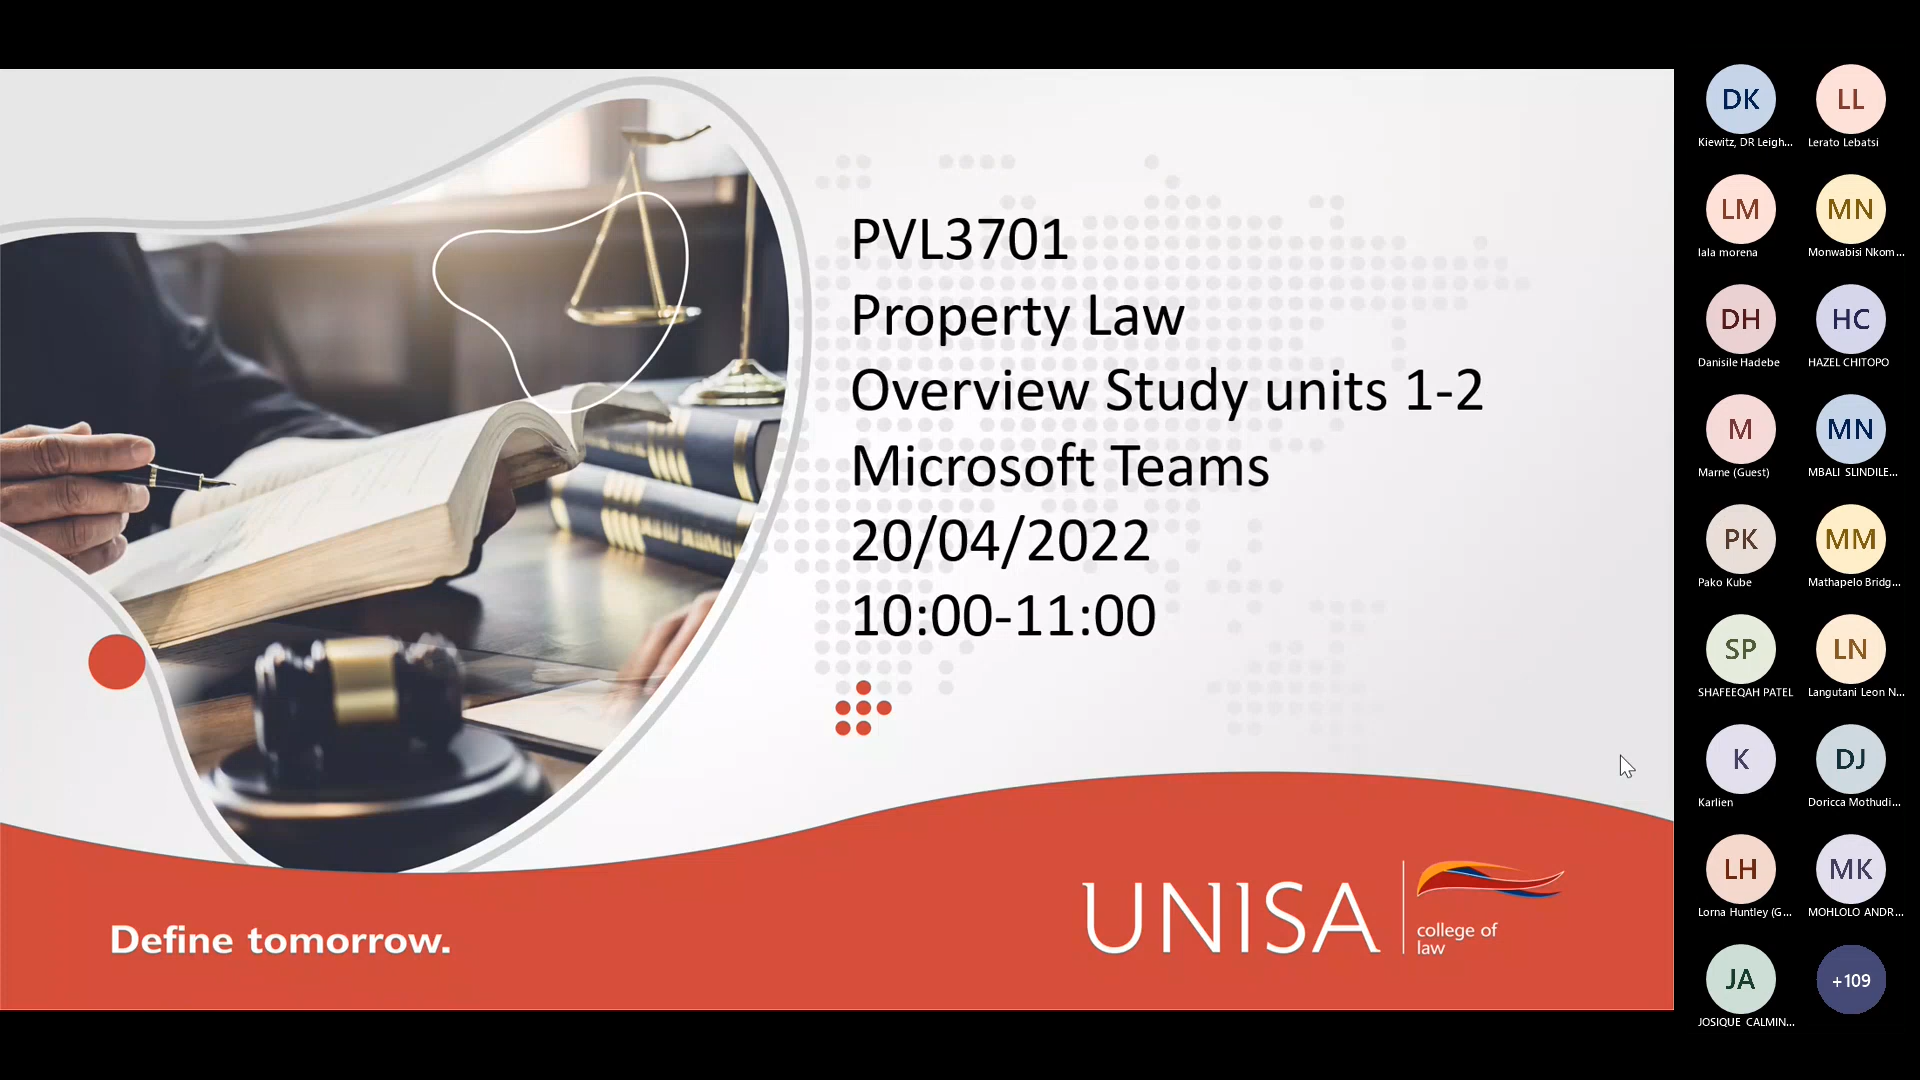 PVL3701
Property Law
Overview Study units 1-2
Microsoft Teams
20/04/2022
10:00-11:00
Define tomorrow.
UNISA
college of
law
DK
Kiewitz, DR Leigh...
LL
Lerato Lebatsi
LM
lala morena
MN
Monwabisi Nkom...
DH
Danisile Hadebe
HC
HAZEL CHITOPO
M
Marne (Guest)
MN
MBALI SLINDILE...
PK
Pako Kube
MM
Mathapelo Bridg...
SP
SHAFEEQAH PATEL
LN
Langutani Leon N...
K
Karlien
DJ
Doricca Mothudi...
LH
Lorna Huntley (G...
MK
MOHLOLO ANDR...
JA
JOSIQUE CALMIN...
+109